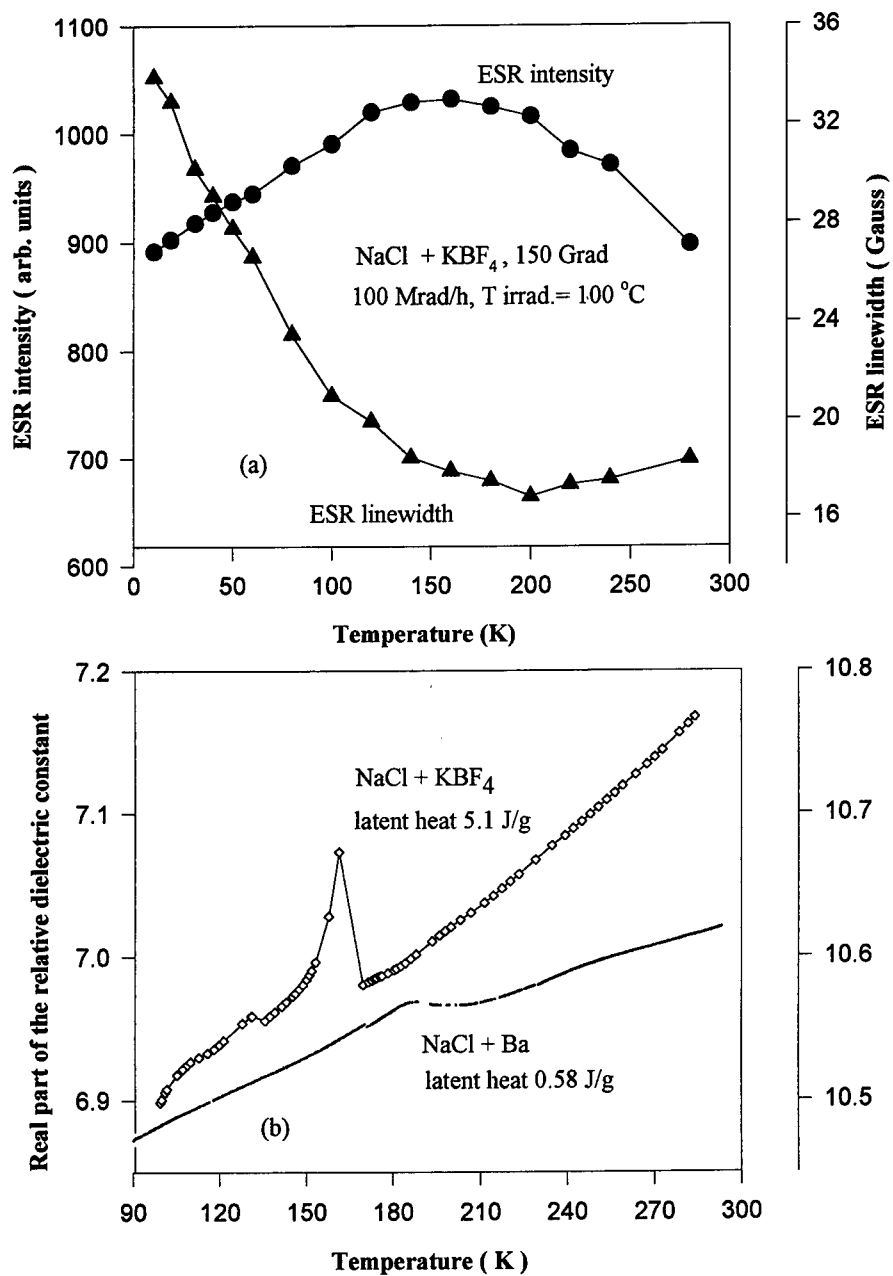 1100
1000
900
800
700
600
ESR intensity ( arb. units )
36
32
28
24
20
16
ESR linewidth ( Gauss )
ESR intensity
NaCl + KBF₄ , 150 Grad
100 Mrad/h, T irrad.= 100 °C
(a)
ESR linewidth
0 50 100 150 200 250 300
Temperature (K)
7.2
7.1
7.0
6.9
Real part of the relative dielectric constant
10.8
10.7
10.6
10.5
NaCl + KBF₄
latent heat 5.1 J/g
NaCl + Ba
latent heat 0.58 J/g
(b)
90 120 150 180 210 240 270 300
Temperature ( K )